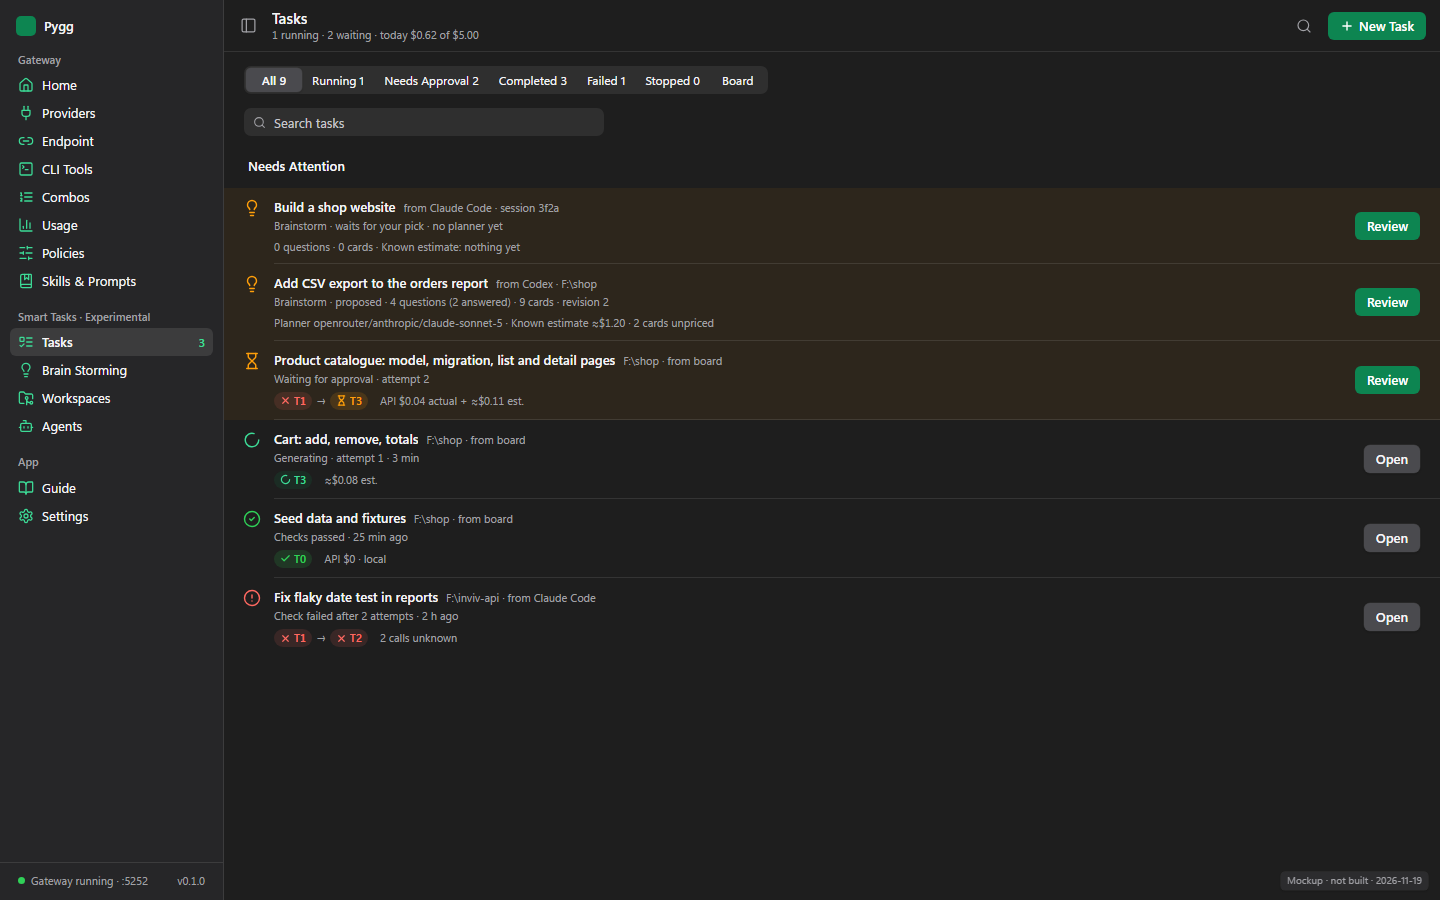 Pygg
Gateway
Home
Providers
Endpoint
CLI Tools
Combos
Usage
Policies
Skills & Prompts
Smart Tasks · Experimental
Tasks 3
Brain Storming
Workspaces
Agents
App
Guide
Settings
Gateway running · :5252 v0.1.0
Tasks
1 running · 2 waiting · today $0.62 of $5.00
+ New Task
All 9 Running 1 Needs Approval 2 Completed 3 Failed 1 Stopped 0 Board
Search tasks
Needs Attention
Build a shop website from Claude Code · session 3f2a
Brainstorm · waits for your pick · no planner yet
0 questions · 0 cards · Known estimate: nothing yet
Review
Add CSV export to the orders report from Codex · F:\shop
Brainstorm · proposed · 4 questions (2 answered) · 9 cards · revision 2
Planner openrouter/anthropic/claude-sonnet-5 · Known estimate ≈$1.20 · 2 cards unpriced
Review
Product catalogue: model, migration, list and detail pages F:\shop · from board
Waiting for approval · attempt 2
T1 → T3 API $0.04 actual + ≈$0.11 est.
Review
Cart: add, remove, totals F:\shop · from board
Generating · attempt 1 · 3 min
T3 ≈$0.08 est.
Open
Seed data and fixtures F:\shop · from board
Checks passed · 25 min ago
T0 API $0 · local
Open
Fix flaky date test in reports F:\inviv-api · from Claude Code
Check failed after 2 attempts · 2 h ago
T1 → T2 2 calls unknown
Open
Mockup · not built · 2026-11-19